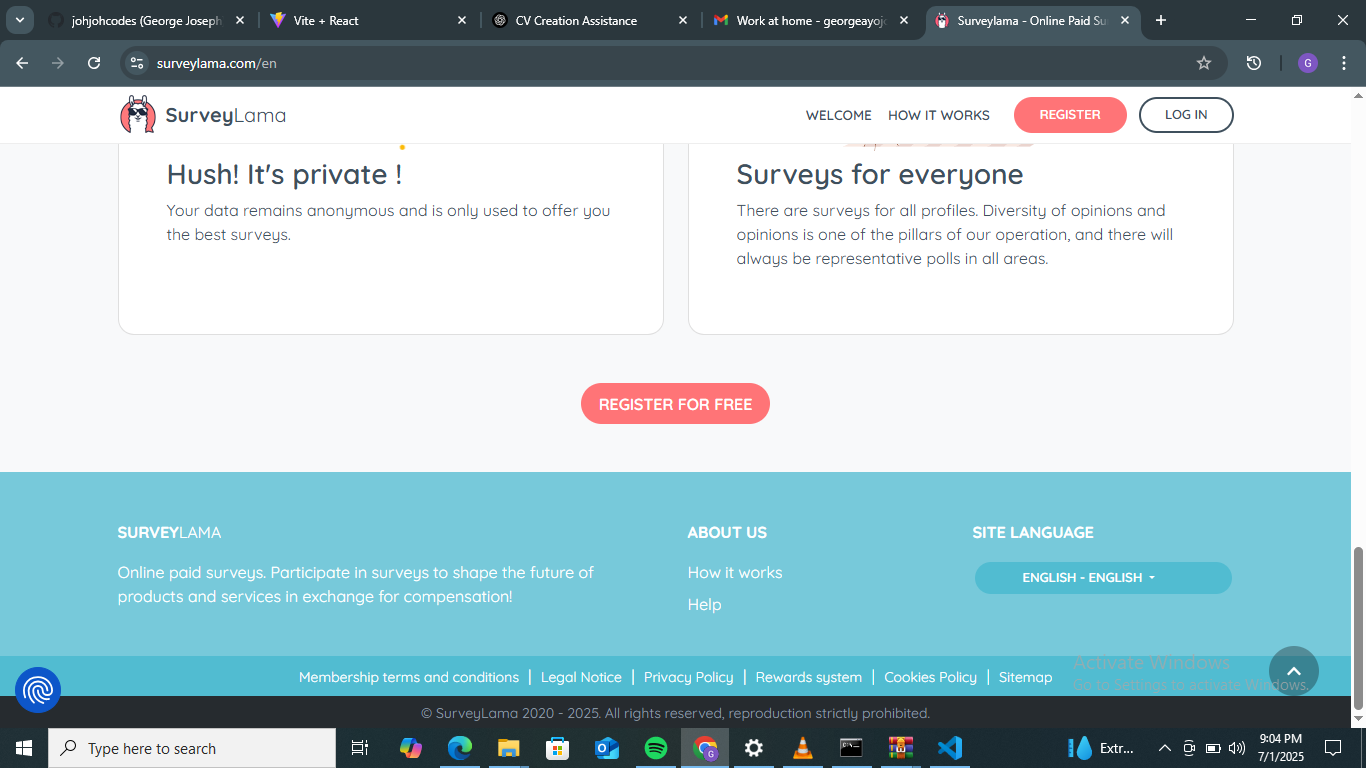 johjohcodes (George Joseph
Vite + React
CV Creation Assistance
Work at home - georgeayojo
Surveylama - Online Paid Su
surveylama.com/en
G
SurveyLama
WELCOME
HOW IT WORKS
REGISTER
LOG IN
Hush! It's private !
Your data remains anonymous and is only used to offer you
the best surveys.
Surveys for everyone
There are surveys for all profiles. Diversity of opinions and
opinions is one of the pillars of our operation, and there will
always be representative polls in all areas.
REGISTER FOR FREE
SURVEYLAMA
Online paid surveys. Participate in surveys to shape the future of
products and services in exchange for compensation!
ABOUT US
How it works
Help
SITE LANGUAGE
ENGLISH - ENGLISH
Membership terms and conditions | Legal Notice | Privacy Policy | Rewards system | Cookies Policy | Sitemap
Activate Windows
Go to Settings to activate Windows.
© SurveyLama 2020 - 2025. All rights reserved, reproduction strictly prohibited.
Type here to search
G
Extr...
9:04 PM
7/1/2025